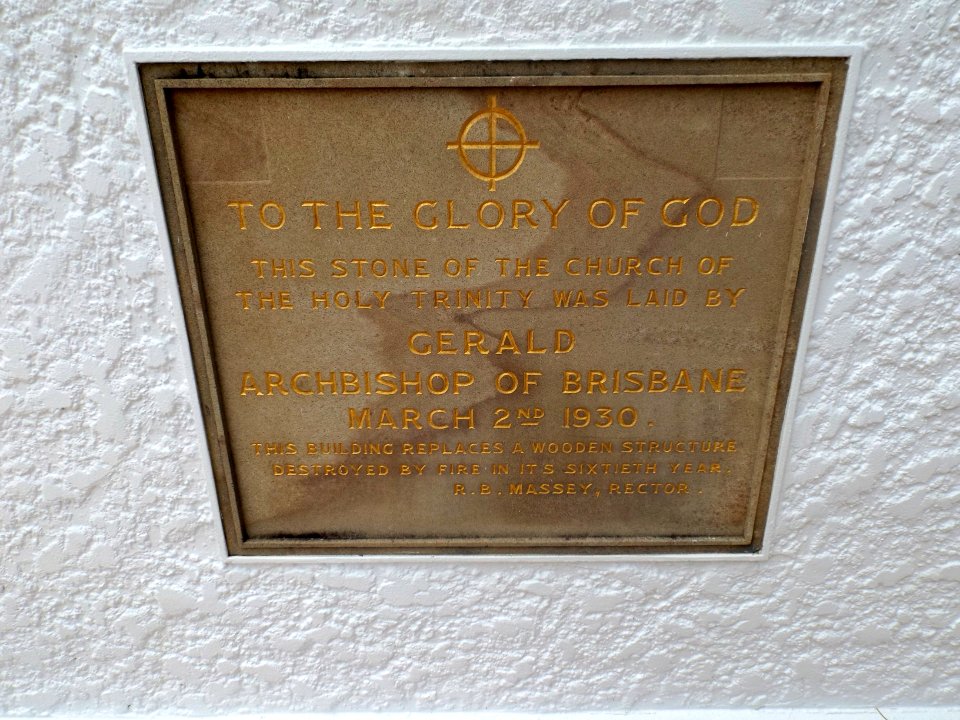 TO THE GLORY OF GOD
THIS STONE OF THE CHURCH OF
THE HOLY TRINITY WAS LAID BY
GERALD
ARCHBISHOP OF BRISBANE
MARCH 2ND 1930.
THIS BUILDING REPLACES A WOODEN STRUCTURE
DESTROYED BY FIRE IN ITS SIXTIETH YEAR.
R.B. MASSEY, RECTOR.